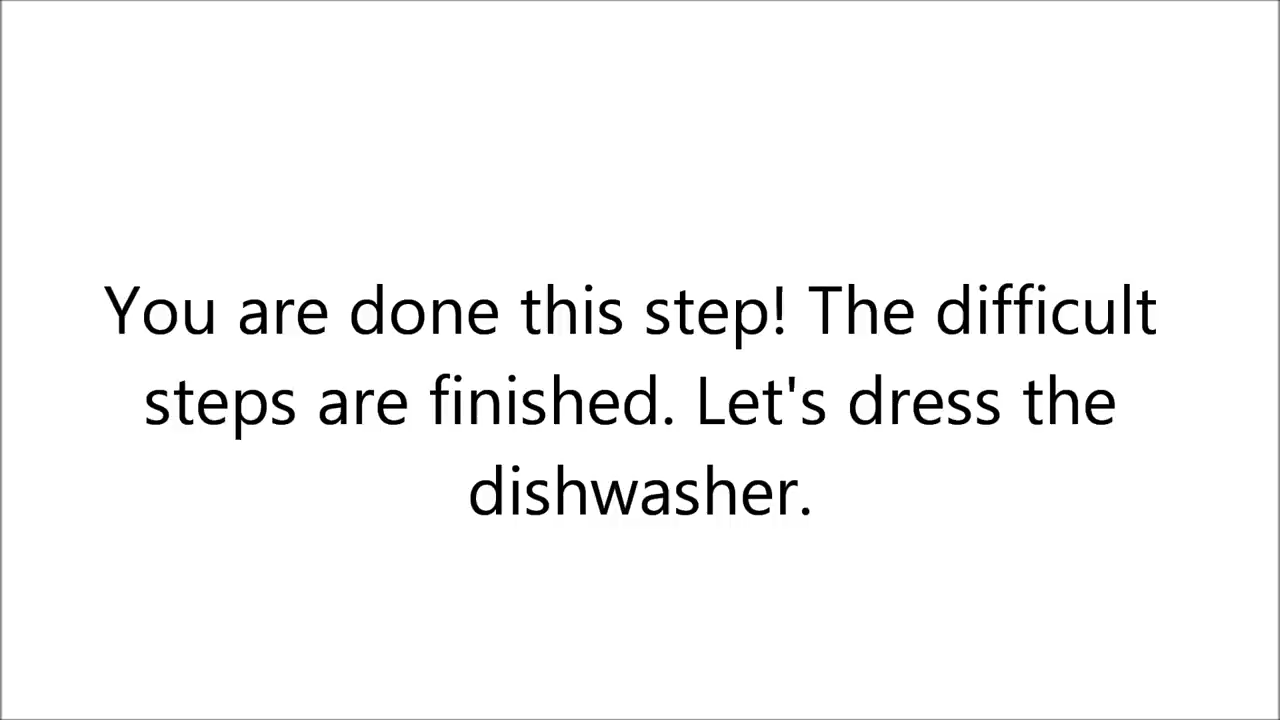 You are done this step! The difficult
steps are finished. Let's dress the
dishwasher.